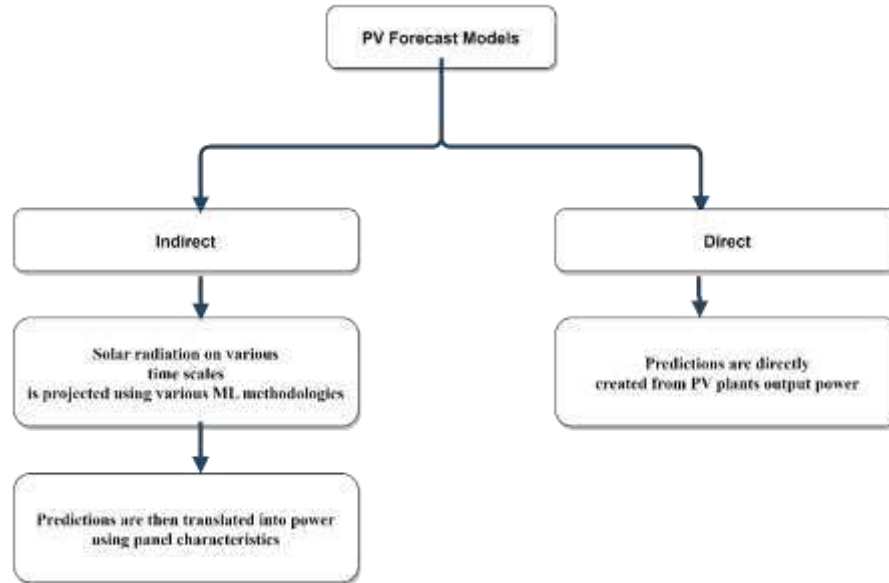 PV Forecast Models
Indirect
Direct
Solar radiation on various
time scales
is projected using various ML methodologies
Predictions are directly
created from PV plants output power
Predictions are then translated into power
using panel characteristics